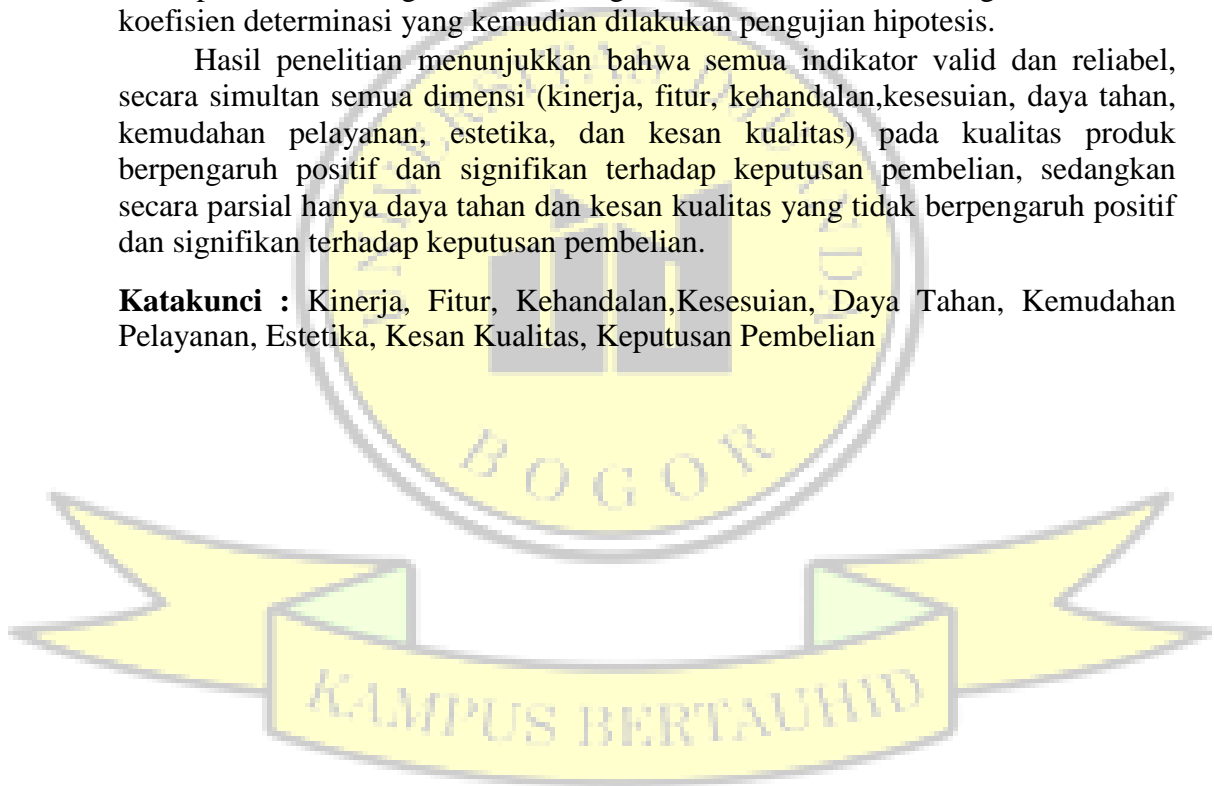 koefisien determinasi yang kemudian dilakukan pengujian hipotesis.
Hasil penelitian menunjukkan bahwa semua indikator valid dan reliabel,
secara simultan semua dimensi (kinerja, fitur, kehandalan,kesesuian, daya tahan,
kemudahan pelayanan, estetika, dan kesan kualitas) pada kualitas produk
berpengaruh positif dan signifikan terhadap keputusan pembelian, sedangkan
secara parsial hanya daya tahan dan kesan kualitas yang tidak berpengaruh positif
dan signifikan terhadap keputusan pembelian.
Katakunci : Kinerja, Fitur, Kehandalan,Kesesuian, Daya Tahan, Kemudahan
Pelayanan, Estetika, Kesan Kualitas, Keputusan Pembelian
UNIVERSITAS DJUANDA
BOGOR
KAMPUS BERTAUHID